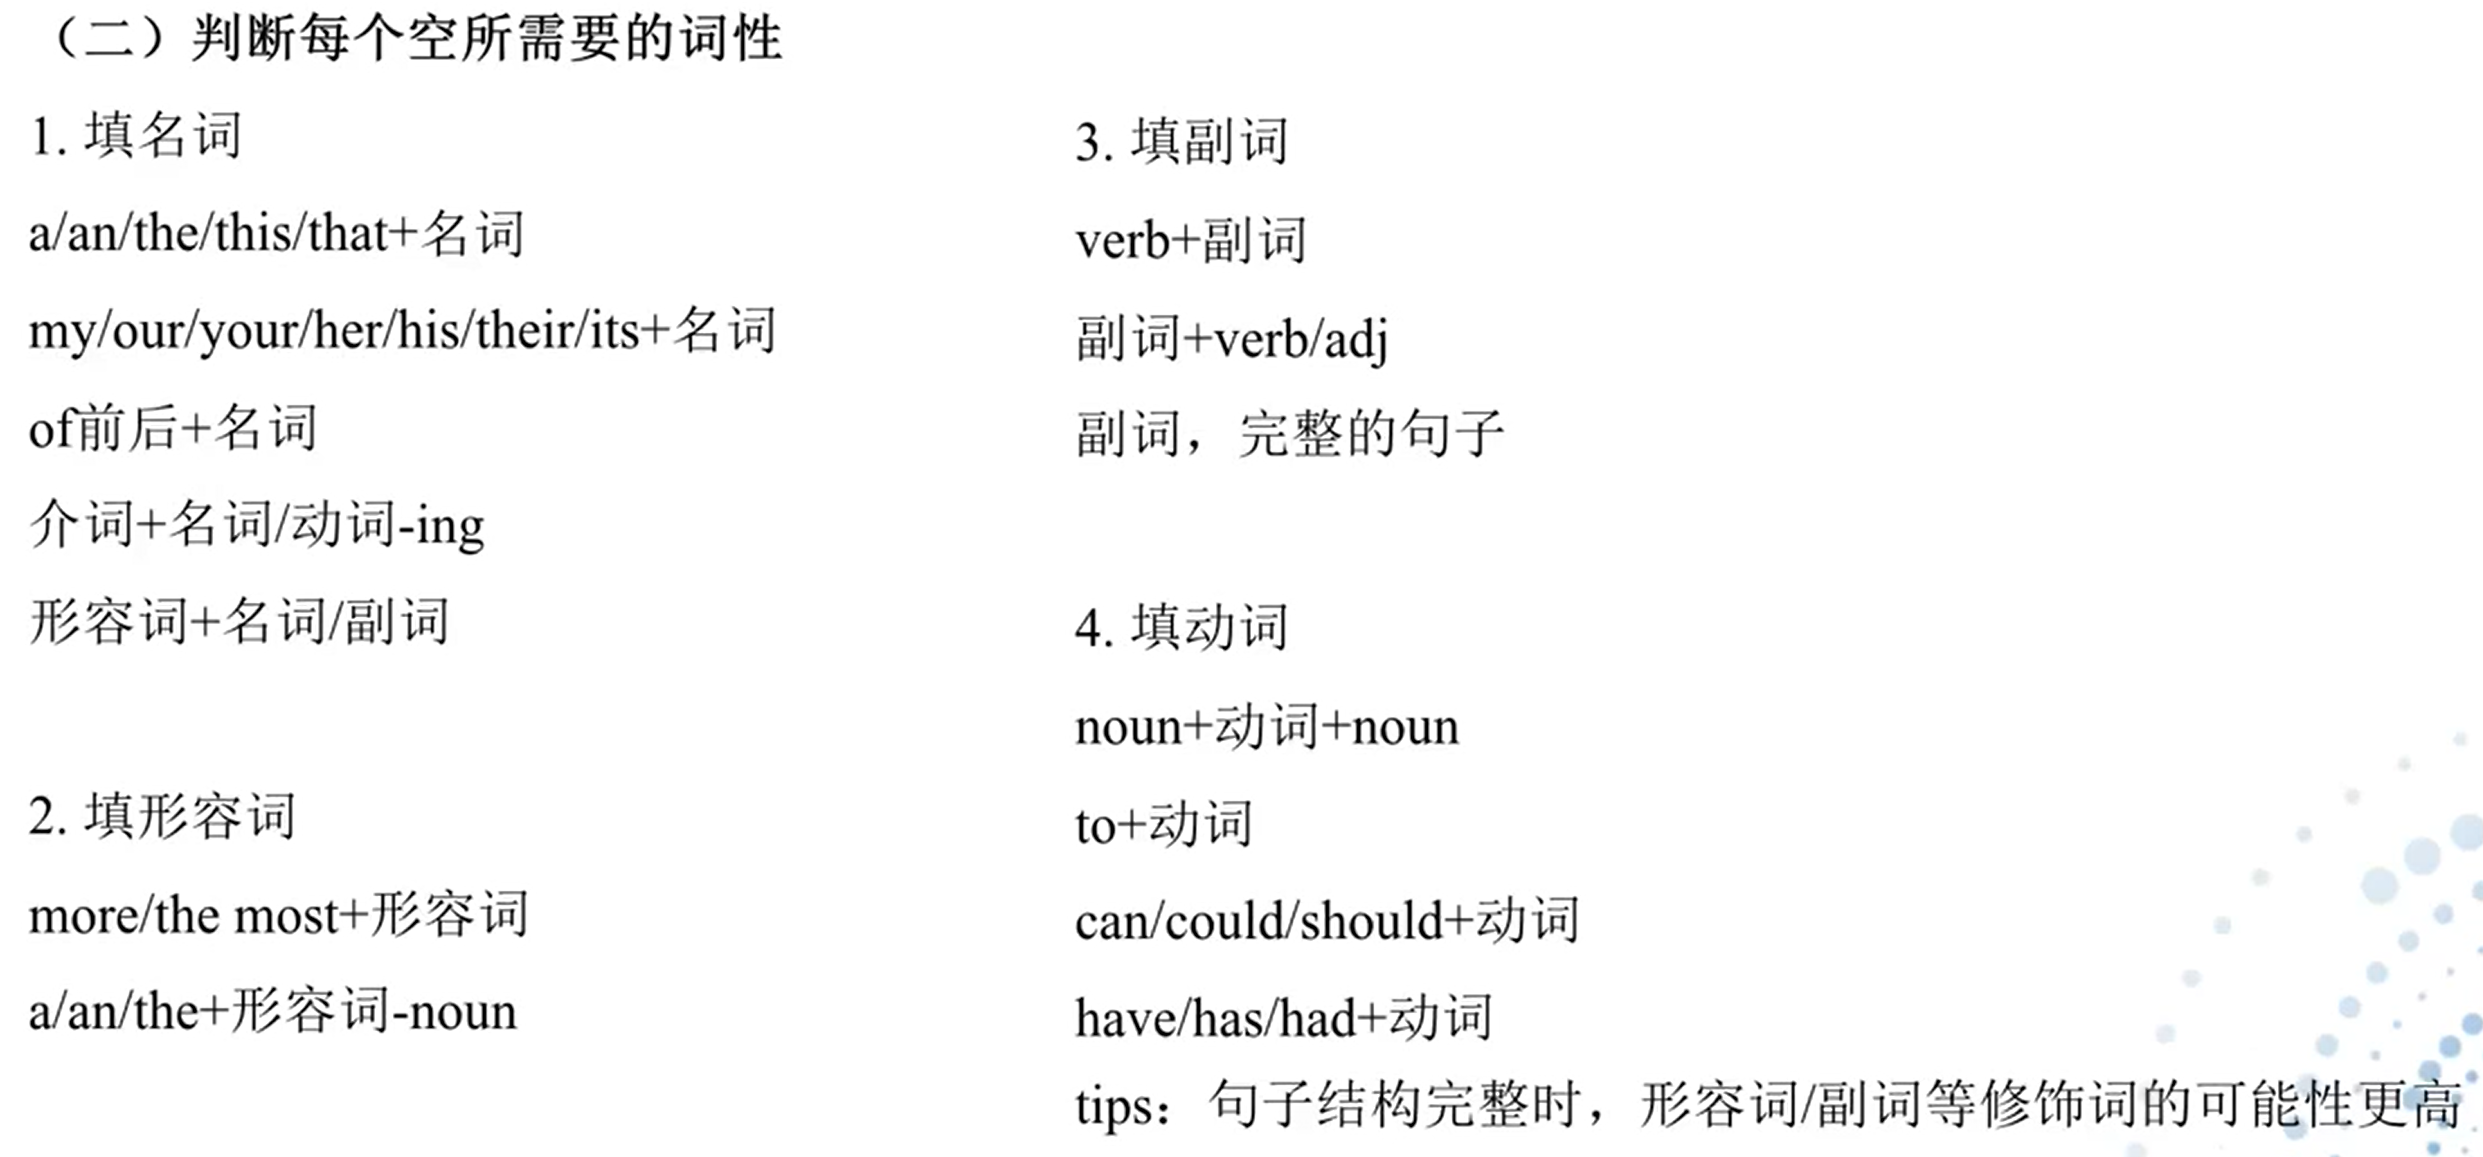 （二）判断每个空所需要的词性
1. 填名词
a/an/the/this/that+名词
my/our/your/her/his/their/its+名词
of前后+名词
介词+名词/动词-ing
形容词+名词/副词
2. 填形容词
more/the most+形容词
a/an/the+形容词-noun
3. 填副词
verb+副词
副词+verb/adj
副词，完整的句子
4. 填动词
noun+动词+noun
to+动词
can/could/should+动词
have/has/had+动词
tips：句子结构完整时，形容词/副词等修饰词的可能性更高